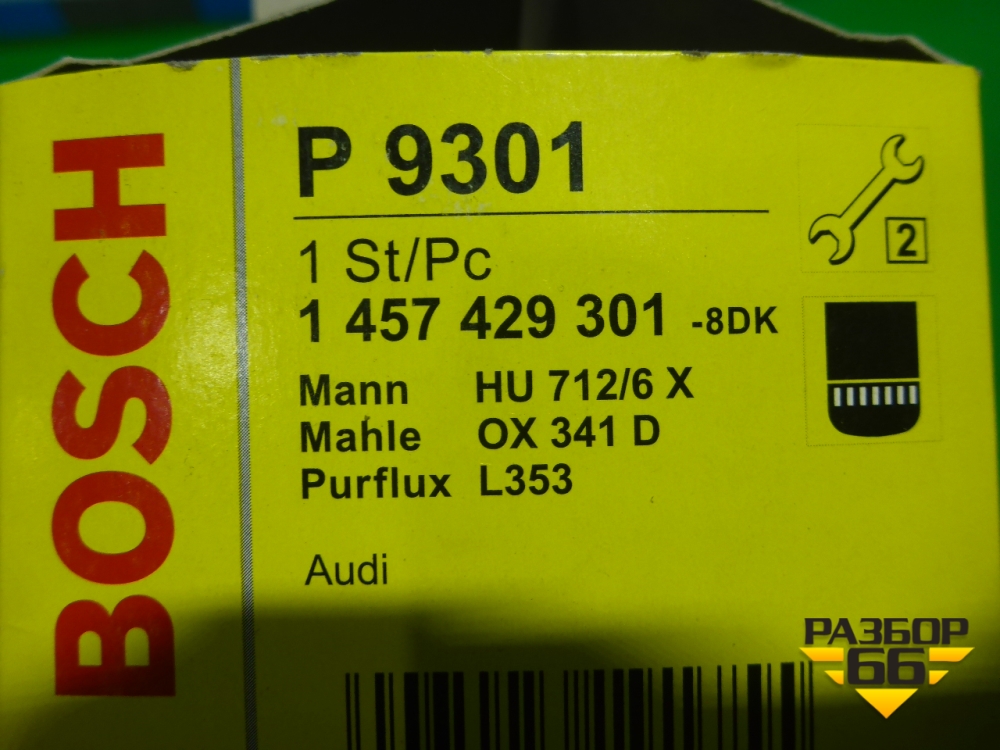 BOSCH
P 9301
1 St/Pc
1 457 429 301 -8DK
Mann HU 712/6 X
Mahle OX 341 D
Purflux L353
Audi
2
РАЗБОР
66